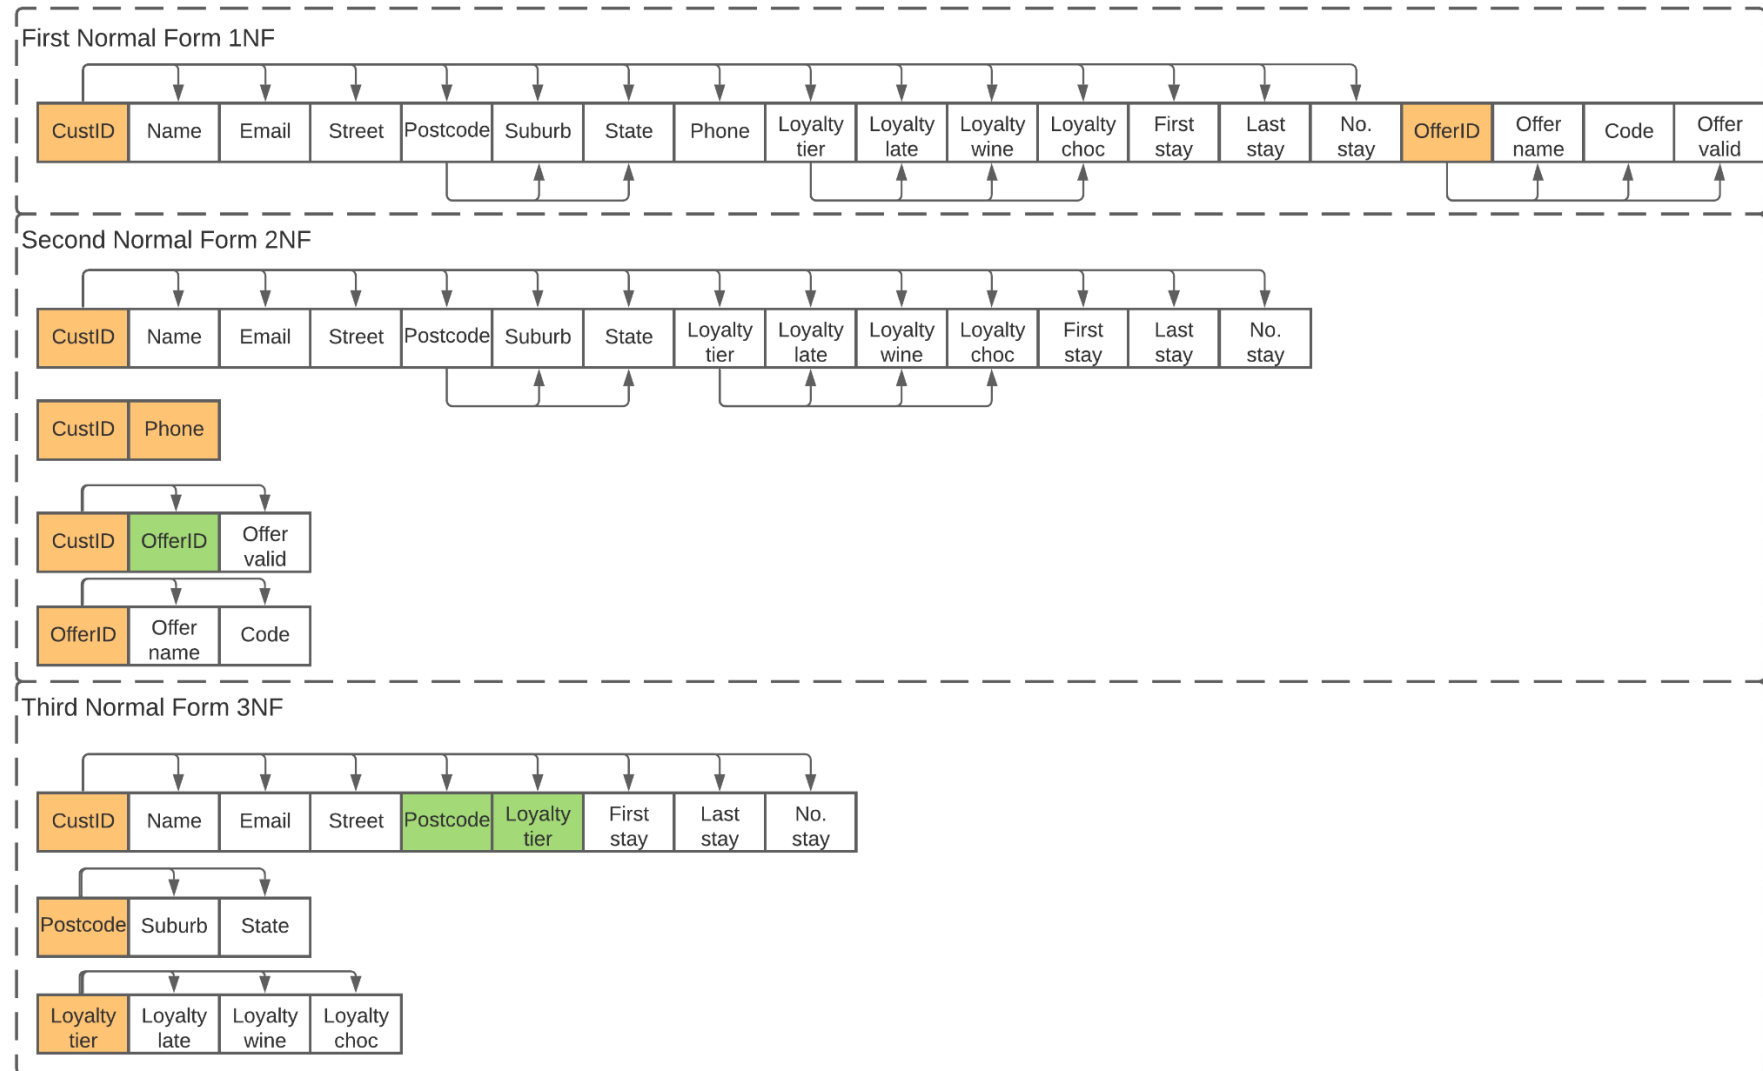 First Normal Form 1NF
CustID Name Email Street Postcode Suburb State Phone Loyalty tier Loyalty late Loyalty wine Loyalty choc First stay Last stay No. stay OfferID Offer name Code Offer valid
Second Normal Form 2NF
CustID Name Email Street Postcode Suburb State Loyalty tier Loyalty late Loyalty wine Loyalty choc First stay Last stay No. stay
CustID Phone
CustID OfferID Offer valid
OfferID Offer name Code
Third Normal Form 3NF
CustID Name Email Street Postcode Loyalty tier First stay Last stay No. stay
Postcode Suburb State
Loyalty tier Loyalty late Loyalty wine Loyalty choc